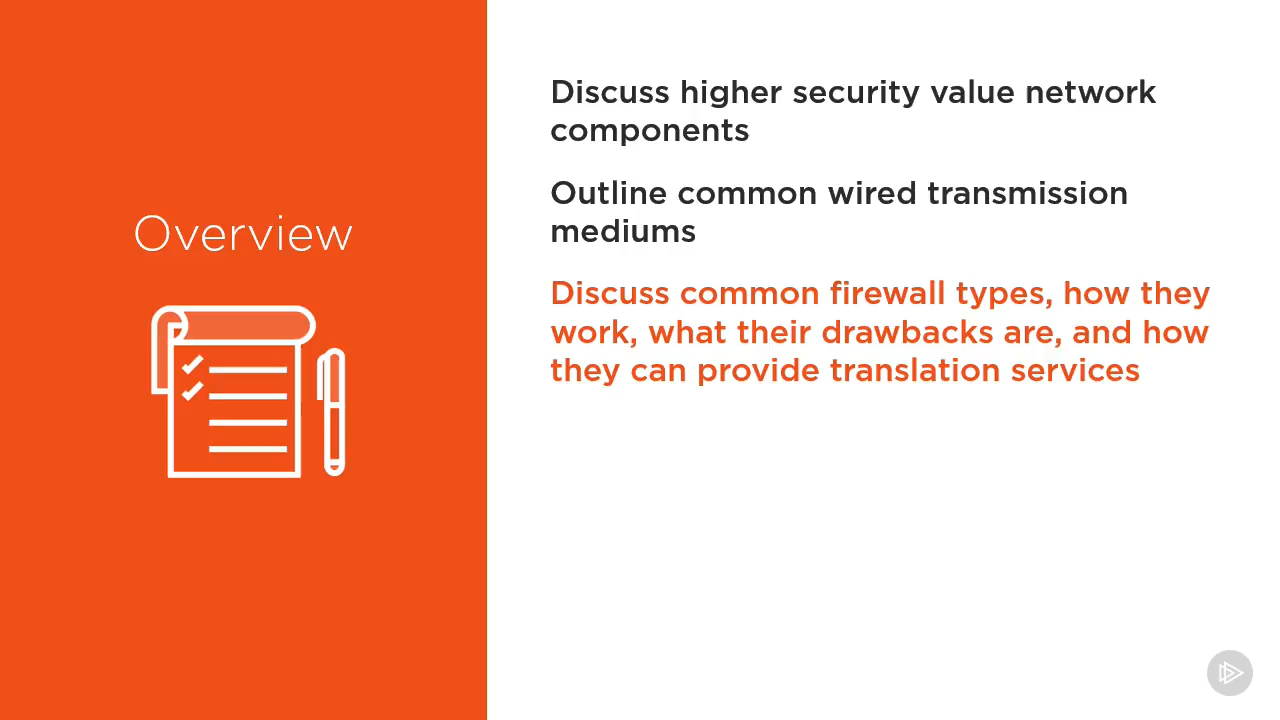 Overview
Discuss higher security value network
components
Outline common wired transmission
mediums
Discuss common firewall types, how they
work, what their drawbacks are, and how
they can provide translation services